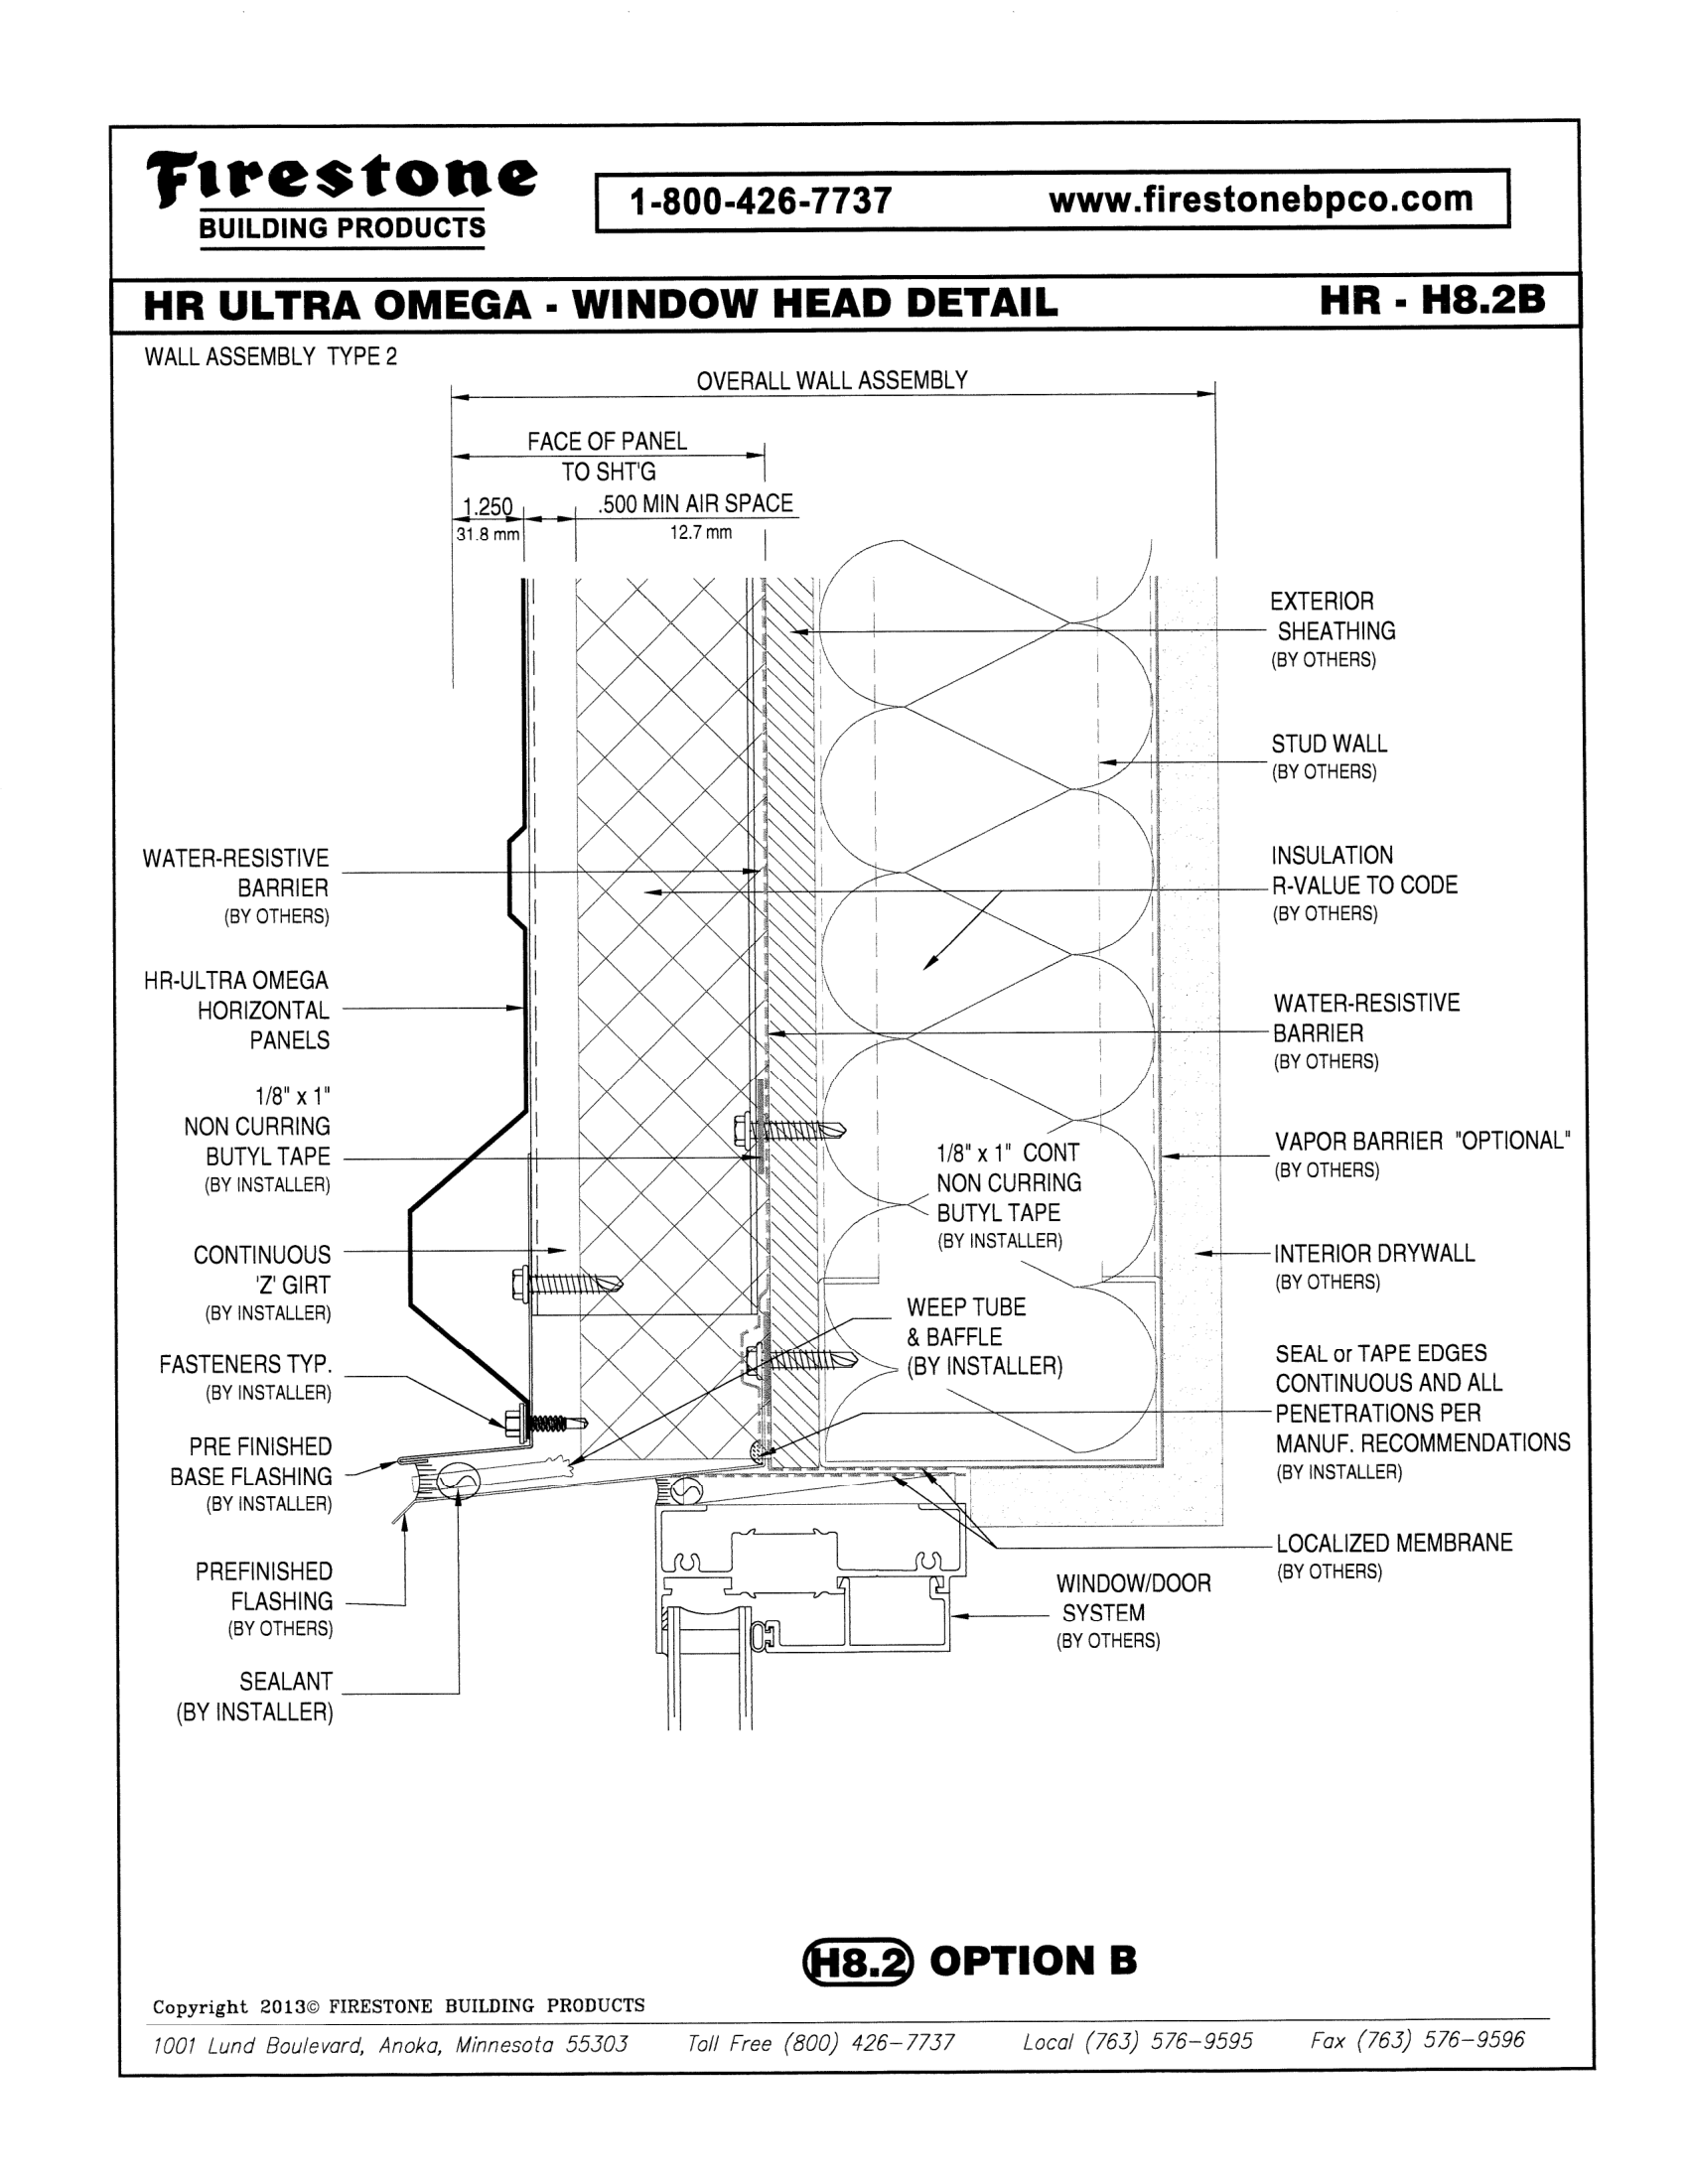 Firestone
BUILDING PRODUCTS
1-800-426-7737 www.firestonebpco.com
HR ULTRA OMEGA - WINDOW HEAD DETAIL HR - H8.2B
WALL ASSEMBLY TYPE 2
OVERALL WALL ASSEMBLY
FACE OF PANEL
TO SHT'G
1.250 .500 MIN AIR SPACE
31.8 mm 12.7 mm
WATER-RESISTIVE
BARRIER
(BY OTHERS)
HR-ULTRA OMEGA
HORIZONTAL
PANELS
1/8" x 1"
NON CURRING
BUTYL TAPE
(BY INSTALLER)
CONTINUOUS
'Z' GIRT
(BY INSTALLER)
FASTENERS TYP.
(BY INSTALLER)
PRE FINISHED
BASE FLASHING
(BY INSTALLER)
PREFINISHED
FLASHING
(BY OTHERS)
SEALANT
(BY INSTALLER)
1/8" x 1" CONT
NON CURRING
BUTYL TAPE
(BY INSTALLER)
WEEP TUBE
& BAFFLE
(BY INSTALLER)
WINDOW/DOOR
SYSTEM
(BY OTHERS)
EXTERIOR
SHEATHING
(BY OTHERS)
STUD WALL
(BY OTHERS)
INSULATION
R-VALUE TO CODE
(BY OTHERS)
WATER-RESISTIVE
BARRIER
(BY OTHERS)
VAPOR BARRIER "OPTIONAL"
(BY OTHERS)
INTERIOR DRYWALL
(BY OTHERS)
SEAL or TAPE EDGES
CONTINUOUS AND ALL
PENETRATIONS PER
MANUF. RECOMMENDATIONS
(BY INSTALLER)
LOCALIZED MEMBRANE
(BY OTHERS)
H8.2 OPTION B
Copyright 2013© FIRESTONE BUILDING PRODUCTS
1001 Lund Boulevard, Anoka, Minnesota 55303 Toll Free (800) 426-7737 Local (763) 576-9595 Fax (763) 576-9596